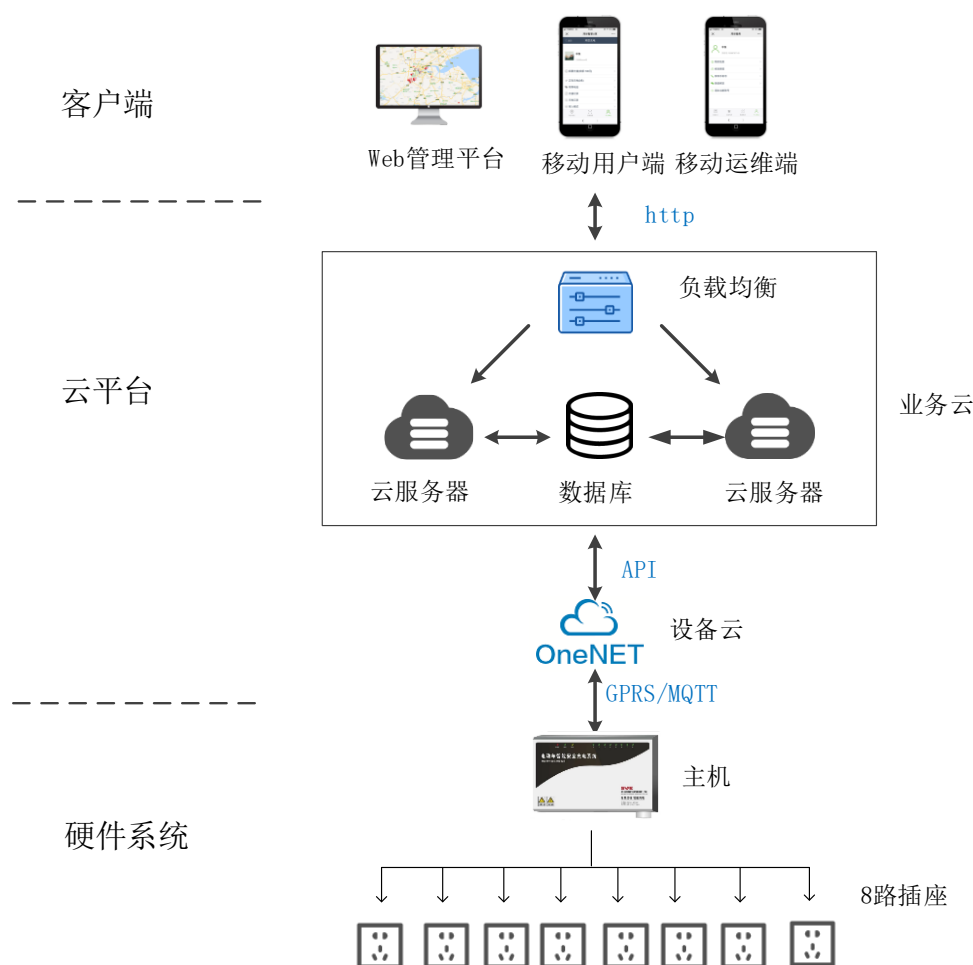 客户端
Web管理平台
移动用户端
移动运维端
http
负载均衡
云平台
业务云
云服务器
数据库
云服务器
API
设备云
OneNET
GPRS/MQTT
主机
硬件系统
8路插座